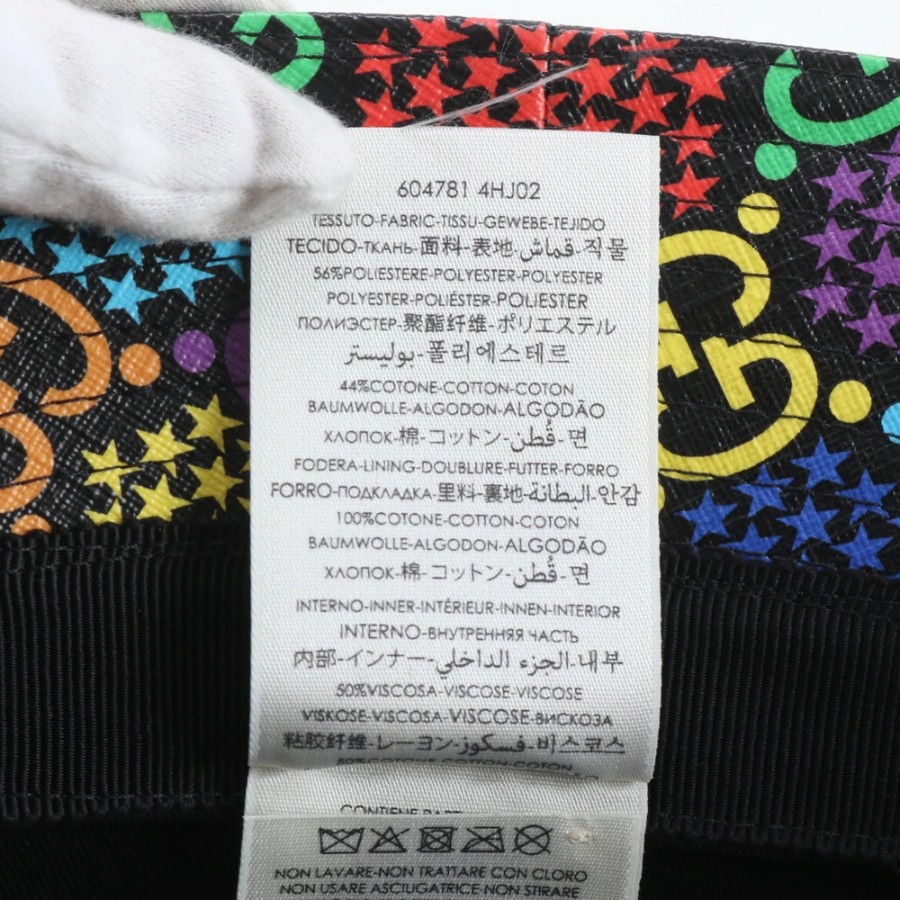 604781 4HJ02
TESSUTO-FABRIC-TISSU-GEWEBE-TEJIDO
TECIDO-ТКАНЬ-面料-表地-قماش-직물
56%POLIESTERE-POLYESTER-POLYESTER
POLYESTER-POLIÉSTER-POLIESTER
ПОЛИЭСТЕР-聚酯纤维-ポリエステル
بوليستر-폴리에스테르
44%COTONE-COTTON-COTON
BAUMWOLLE-ALGODON-ALGODÃO
ХЛОПОК-棉-コットン-قُطن-면
FODERA-LINING-DOUBLURE-FUTTER-FORRO
FORRO-ПОДКЛАДКА-里料-裏地-البطانة-안감
100%COTONE-COTTON-COTON
BAUMWOLLE-ALGODON-ALGODÃO
ХЛОПОК-棉-コットン-قُطن-면
INTERNO-INNER-INTÉRIEUR-INNEN-INTERIOR
INTERNO-ВНУТРЕННЯЯ ЧАСТЬ
内部-インナー-الجزء الداخلي-내부
50%VISCOSA-VISCOSE-VISCOSE
VISKOSE-VISCOSA-VISCOSE-ВИСКОЗА
粘胶纤维-レーヨン-فسكوز-비스코스
50%COTONE-COTTON-COTON
CONTIENE PART
NON LAVARE-NON TRATTARE CON CLORO
NON USARE ASCIUGATRICE-NON STIRARE